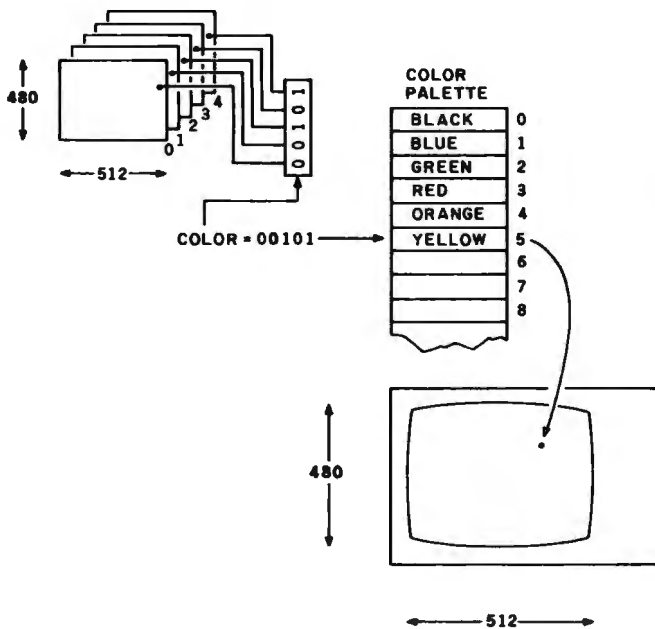 480
0
1
2
3
4
512
1
0
1
0
0
COLOR = 00101
COLOR
PALETTE
BLACK 0
BLUE 1
GREEN 2
RED 3
ORANGE 4
YELLOW 5
6
7
8
480
512